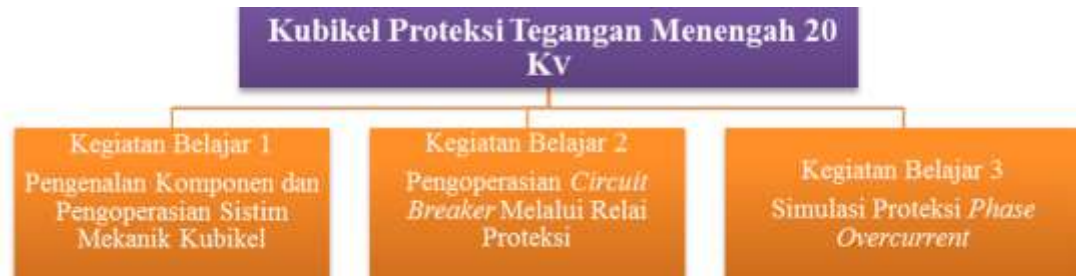 Kubikel Proteksi Tegangan Menengah 20
Kv
Kegiatan Belajar 1
Pengenalan Komponen dan
Pengoperasian Sistim
Mekanik Kubikel
Kegiatan Belajar 2
Pengoperasian Circuit
Breaker Melalui Relai
Proteksi
Kegiatan Belajar 3
Simulasi Proteksi Phase
Overcurrent